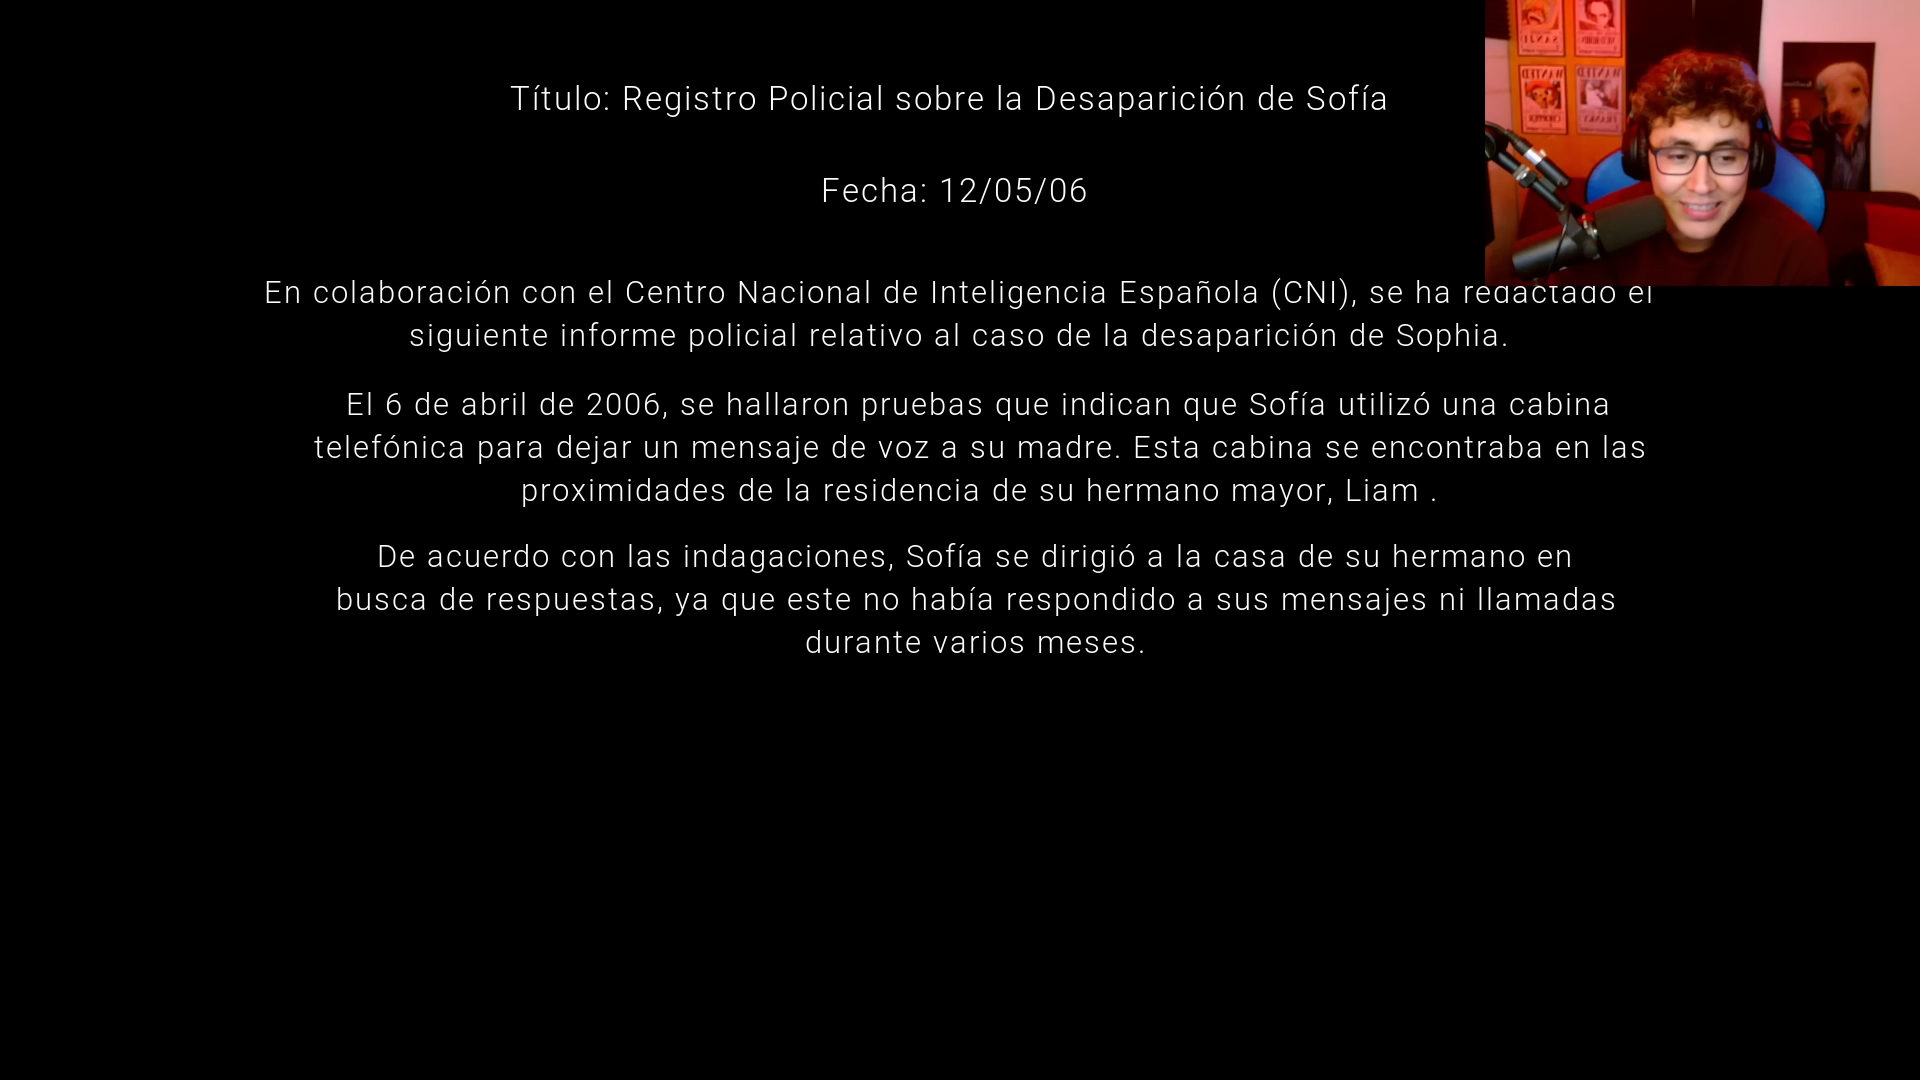 Título: Registro Policial sobre la Desaparición de Sofía
Fecha: 12/05/06
En colaboración con el Centro Nacional de Inteligencia Española (CNI), se ha redactado el
siguiente informe policial relativo al caso de la desaparición de Sophia.
El 6 de abril de 2006, se hallaron pruebas que indican que Sofía utilizó una cabina
telefónica para dejar un mensaje de voz a su madre. Esta cabina se encontraba en las
proximidades de la residencia de su hermano mayor, Liam .
De acuerdo con las indagaciones, Sofía se dirigió a la casa de su hermano en
busca de respuestas, ya que este no había respondido a sus mensajes ni llamadas
durante varios meses.
WANTED
WANTED
SANJI
CHOPPER
FRANKY